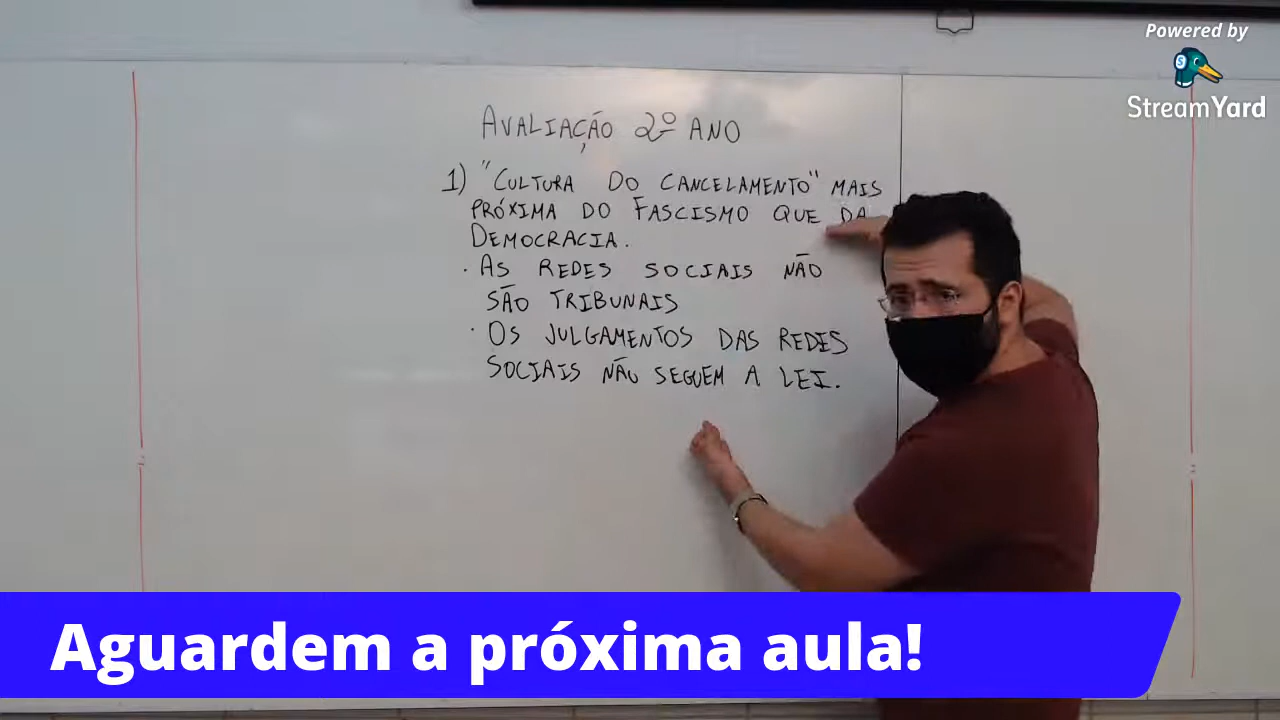 Powered by
StreamYard
AVALIAÇÃO 2º ANO
1) "CULTURA DO CANCELAMENTO" MAIS
PRÓXIMA DO FASCISMO QUE DA
DEMOCRACIA.
· AS REDES SOCIAIS NÃO
SÃO TRIBUNAIS
· OS JULGAMENTOS DAS REDES
SOCIAIS NÃO SEGUEM A LEI.
Aguardem a próxima aula!